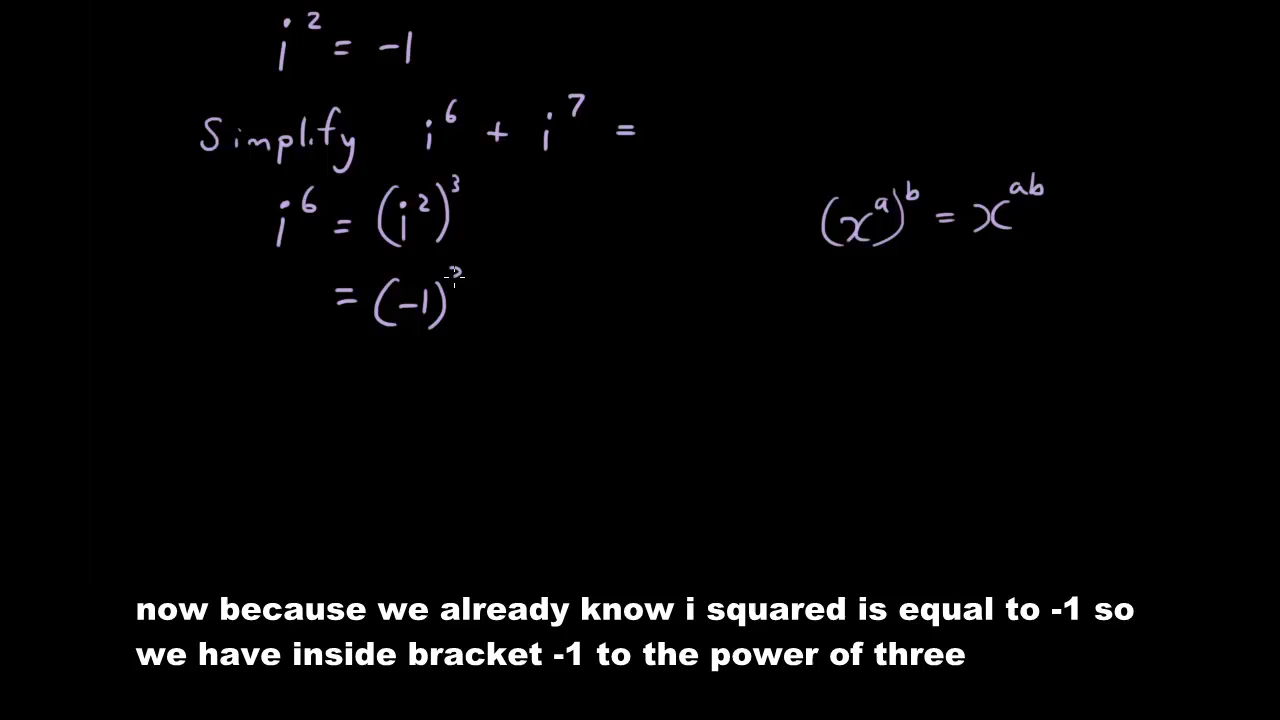 i² = -1
Simplify i⁶ + i⁷ =
i⁶ = (i²)³
(xᵃ)ᵇ = xᵃᵇ
= (-1)³
now because we already know i squared is equal to -1 so
we have inside bracket -1 to the power of three